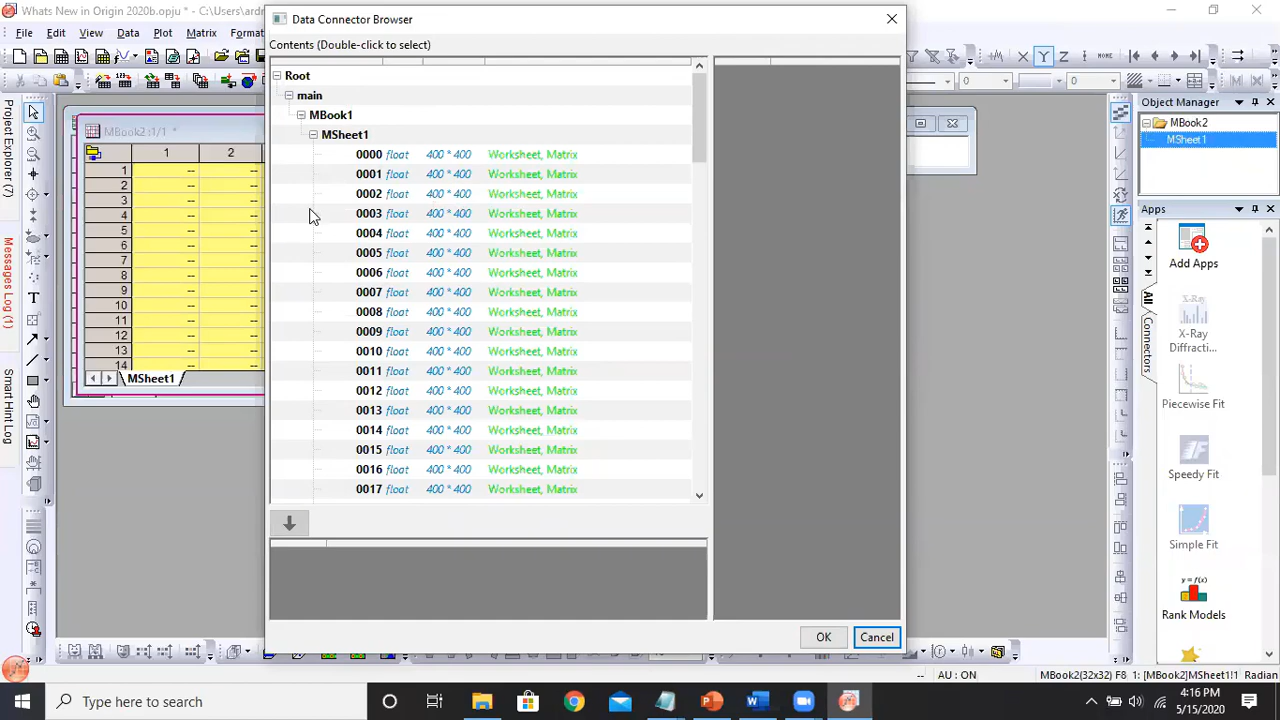 Whats New in Origin 2020b.opju* - C:\Users\ardri
File Edit View Data Plot Matrix Format
Data Connector Browser
Contents (Double-click to select)
Root
main
MBook1
MSheet1
0000 float 400 * 400 Worksheet, Matrix
0001 float 400 * 400 Worksheet, Matrix
0002 float 400 * 400 Worksheet, Matrix
0003 float 400 * 400 Worksheet, Matrix
0004 float 400 * 400 Worksheet, Matrix
0005 float 400 * 400 Worksheet, Matrix
0006 float 400 * 400 Worksheet, Matrix
0007 float 400 * 400 Worksheet, Matrix
0008 float 400 * 400 Worksheet, Matrix
0009 float 400 * 400 Worksheet, Matrix
0010 float 400 * 400 Worksheet, Matrix
0011 float 400 * 400 Worksheet, Matrix
0012 float 400 * 400 Worksheet, Matrix
0013 float 400 * 400 Worksheet, Matrix
0014 float 400 * 400 Worksheet, Matrix
0015 float 400 * 400 Worksheet, Matrix
0016 float 400 * 400 Worksheet, Matrix
0017 float 400 * 400 Worksheet, Matrix
OK Cancel
Project Explorer (7)
Messages Log (1)
Smart Hint Log
MBook2 :1/1 *
1 2
1 -- --
2 -- --
3 -- --
4 -- --
5 -- --
6 -- --
7 -- --
8 -- --
9 -- --
10 -- --
11 -- --
12 -- --
13 -- --
14 -- --
MSheet1
X Y Z
0 0
Object Manager
MBook2
MSheet1
Apps
All
Connectors
Add Apps
X-Ray
Diffracti...
Piecewise Fit
Speedy Fit
Simple Fit
y = f(x)
Rank Models
AU : ON MBook2(32x32) F8 1: [MBook2]MSheet1!1 Radian
Type here to search
4:16 PM
5/15/2020